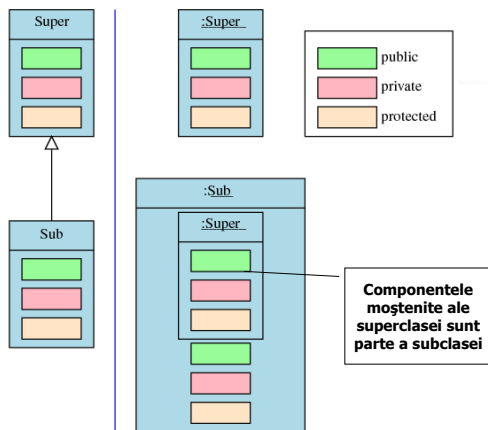 Super
:Super
public
private
protected
Sub
:Sub
:Super
Componentele
moştenite ale
superclasei sunt
parte a subclasei